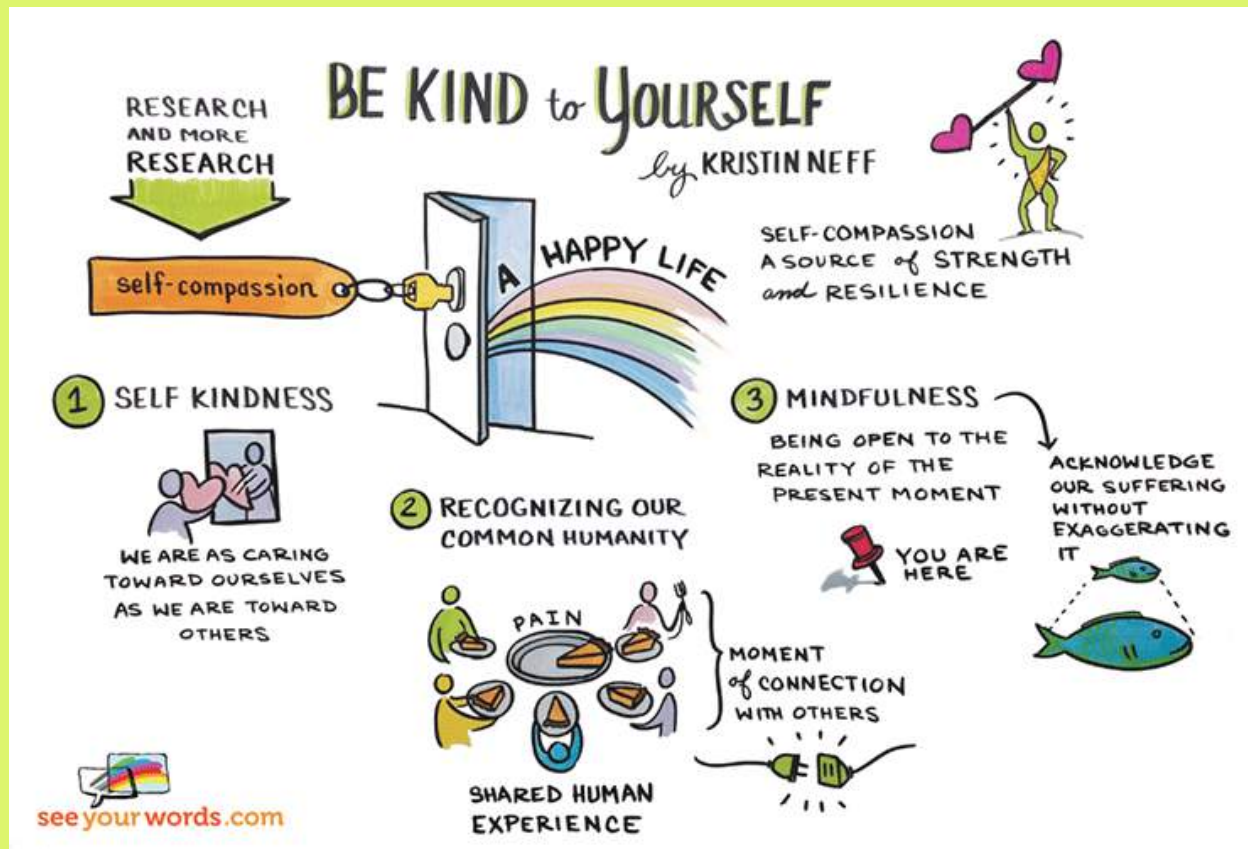 BE KIND to YOURSELF
by KRISTIN NEFF
RESEARCH
AND MORE
RESEARCH
self-compassion
A HAPPY LIFE
SELF-COMPASSION
A SOURCE of STRENGTH
and RESILIENCE
1 SELF KINDNESS
WE ARE AS CARING
TOWARD OURSELVES
AS WE ARE TOWARD
OTHERS
2 RECOGNIZING OUR
COMMON HUMANITY
PAIN
MOMENT
of CONNECTION
WITH OTHERS
SHARED HUMAN
EXPERIENCE
3 MINDFULNESS
BEING OPEN TO THE
REALITY OF THE
PRESENT MOMENT
YOU ARE
HERE
ACKNOWLEDGE
OUR SUFFERING
WITHOUT
EXAGGERATING
IT
seeyourwords.com